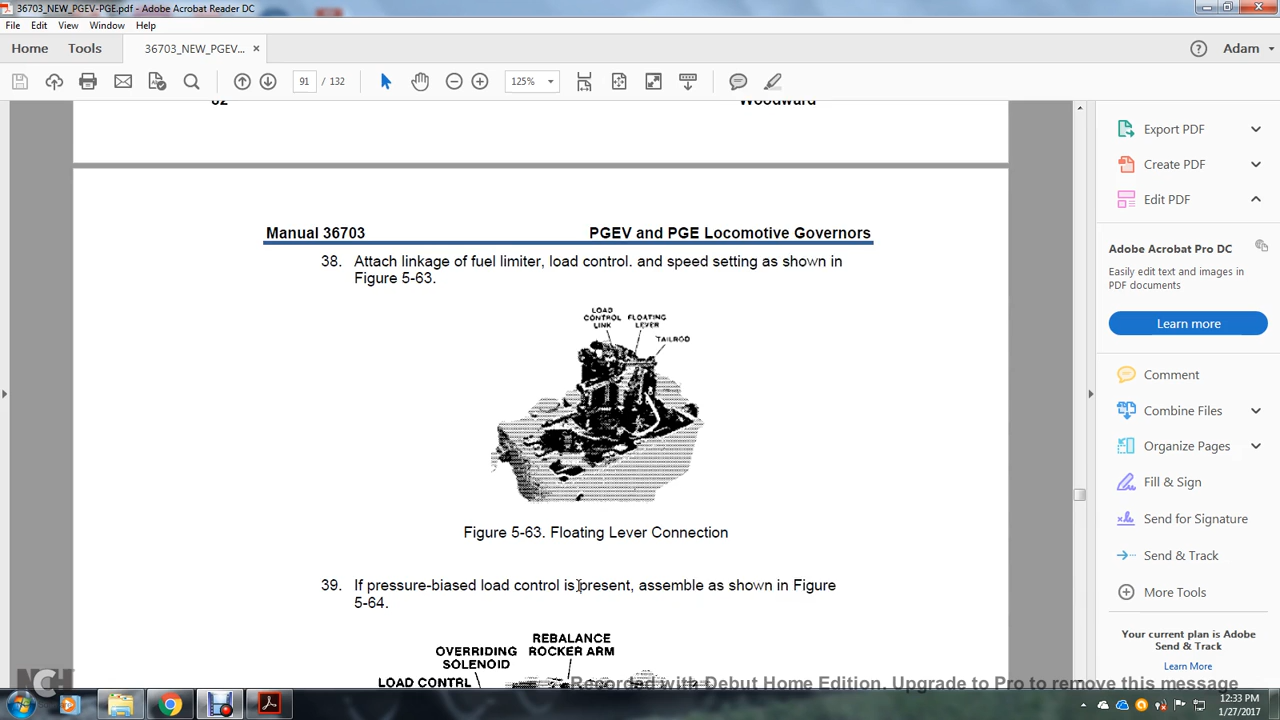 36703_NEW_PGEV-PGE.pdf - Adobe Acrobat Reader DC
File Edit View Window Help
Home Tools 36703_NEW_PGEV... × ? Adam
91 / 132 125%
82 Woodward
Export PDF
Create PDF
Edit PDF
Adobe Acrobat Pro DC
Easily edit text and images in
PDF documents
Learn more
Comment
Combine Files
Organize Pages
Fill & Sign
Send for Signature
Send & Track
More Tools
Your current plan is Adobe
Send & Track
Learn More
Manual 36703 PGEV and PGE Locomotive Governors
38. Attach linkage of fuel limiter, load control. and speed setting as shown in
Figure 5-63.
LOAD
CONTROL
LINK
FLOATING
LEVER
TAILROD
Figure 5-63. Floating Lever Connection
39. If pressure-biased load control is present, assemble as shown in Figure
5-64.
OVERRIDING
SOLENOID
REBALANCE
ROCKER ARM
LOAD CONTRL
NCH
Recorded with Debut Home Edition. Upgrade to Pro to remove this message
12:33 PM
1/27/2017